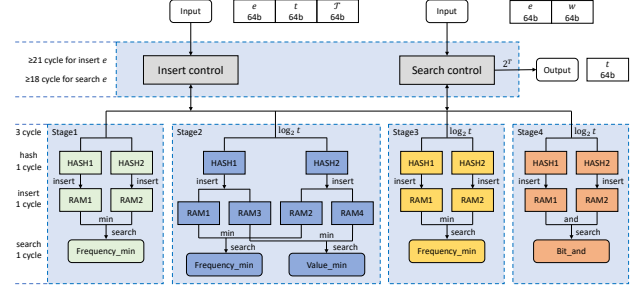 Input
e t 𝒯
64b 64b 64b
Input
e w
64b 64b
≥21 cycle for insert e
≥18 cycle for search e
Insert control
Search control
2^T
Output
t
64b
3 cycle
hash
1 cycle
insert
1 cycle
search
1 cycle
Stage1
HASH1 HASH2
insert insert
RAM1 RAM2
min
search
Frequency_min
Stage2
log₂ t
HASH1 HASH2
insert insert
RAM1 RAM3 RAM2 RAM4
min min
search search
Frequency_min Value_min
Stage3
log₂ t
HASH1 HASH2
insert insert
RAM1 RAM2
min
search
Frequency_min
Stage4
log₂ t
HASH1 HASH2
insert insert
RAM1 RAM2
and
search
Bit_and